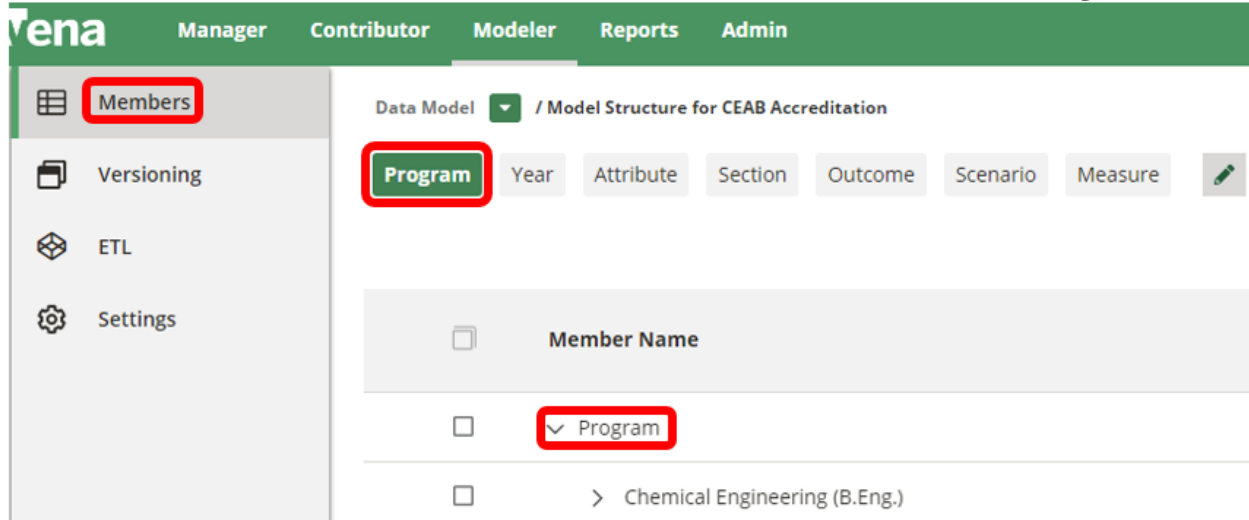 Vena Manager Contributor Modeler Reports Admin
Members
Data Model / Model Structure for CEAB Accreditation
Program Year Attribute Section Outcome Scenario Measure
Versioning
ETL
Settings
Member Name
Program
Chemical Engineering (B.Eng.)